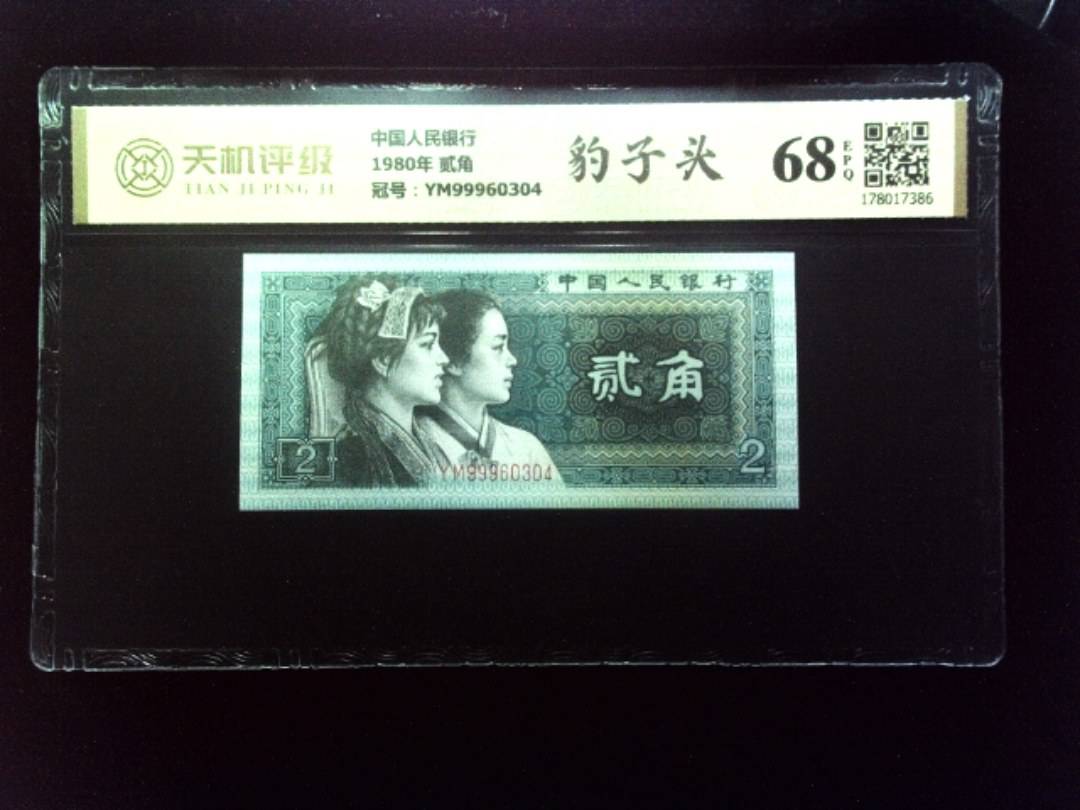 天机评级
TIAN JI PING JI
中国人民银行
1980年 贰角
冠号：YM99960304
豹子头
68
EPQ
178017386
中国人民银行
贰角
2
2
YM99960304